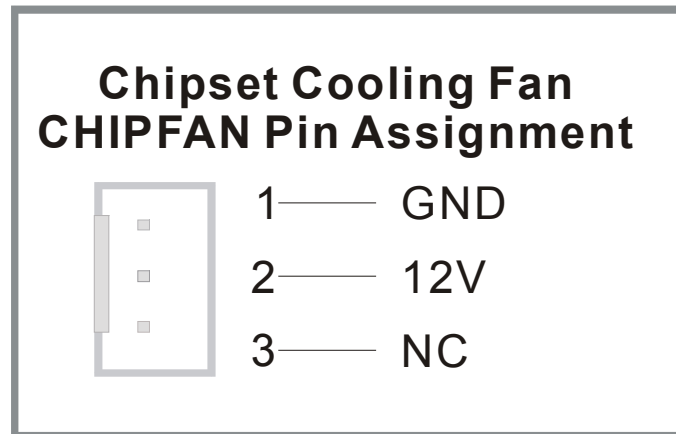 Chipset Cooling Fan
CHIPFAN Pin Assignment
1 GND
2 12V
3 NC